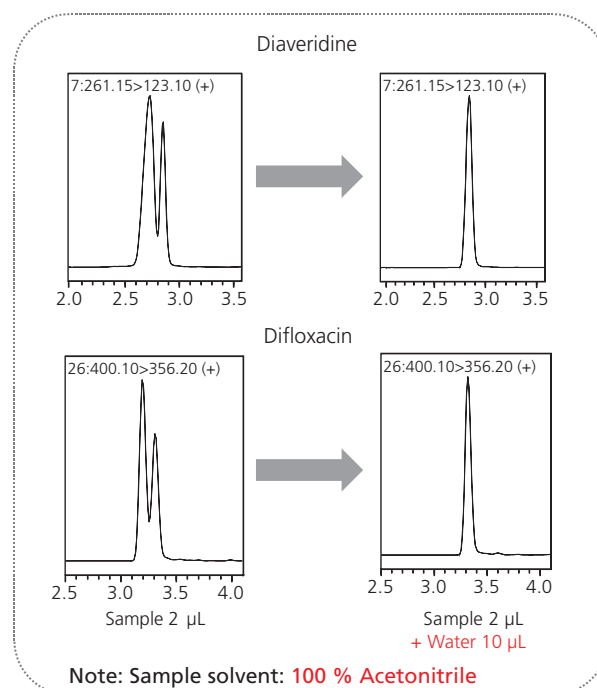 Diaveridine
7:261.15>123.10 (+)
7:261.15>123.10 (+)
2.0 2.5 3.0 3.5
2.0 2.5 3.0 3.5
Difloxacin
26:400.10>356.20 (+)
26:400.10>356.20 (+)
2.5 3.0 3.5 4.0
2.5 3.0 3.5 4.0
Sample 2 µL
Sample 2 µL
+ Water 10 µL
Note: Sample solvent: 100 % Acetonitrile